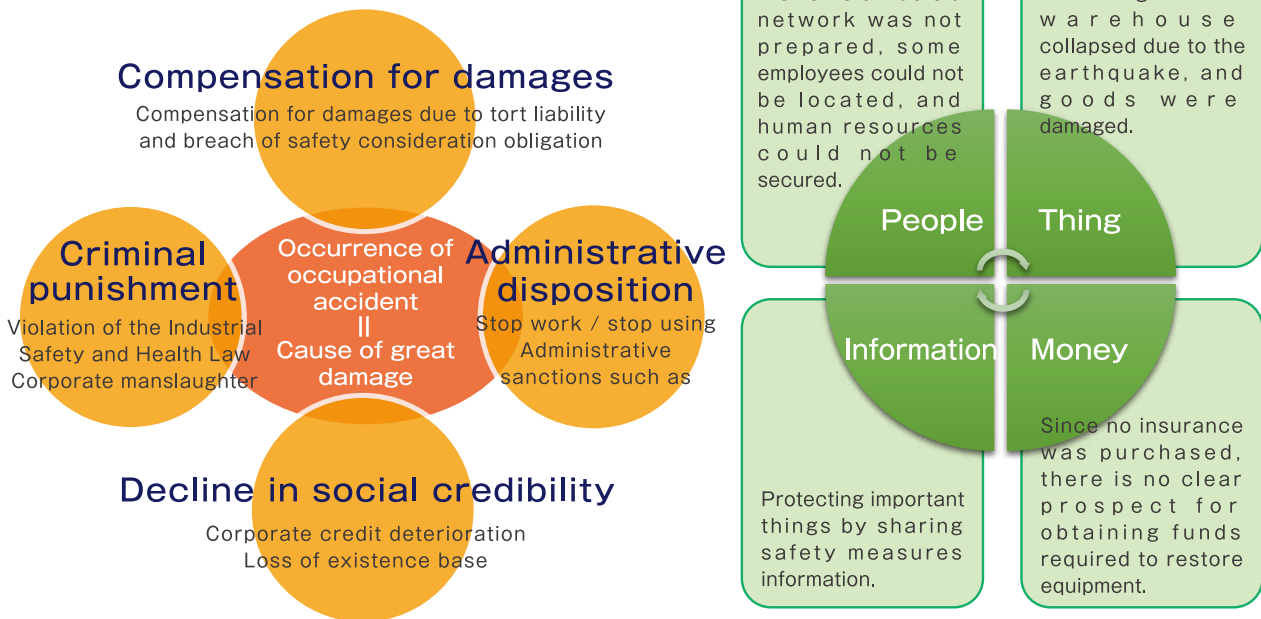 Compensation for damages
Compensation for damages due to tort liability
and breach of safety consideration obligation
Criminal
punishment
Violation of the Industrial
Safety and Health Law
Corporate manslaughter
Occurrence of
occupational
accident
||
Cause of great
damage
Administrative
disposition
Stop work / stop using
Administrative
sanctions such as
Decline in social credibility
Corporate credit deterioration
Loss of existence base
network was not
prepared, some
employees could not
be located, and
human resources
could not be
secured.
warehouse
collapsed due to the
earthquake, and
goods were
damaged.
People
Thing
Information
Money
Protecting important
things by sharing
safety measures
information.
Since no insurance
was purchased,
there is no clear
prospect for
obtaining funds
required to restore
equipment.